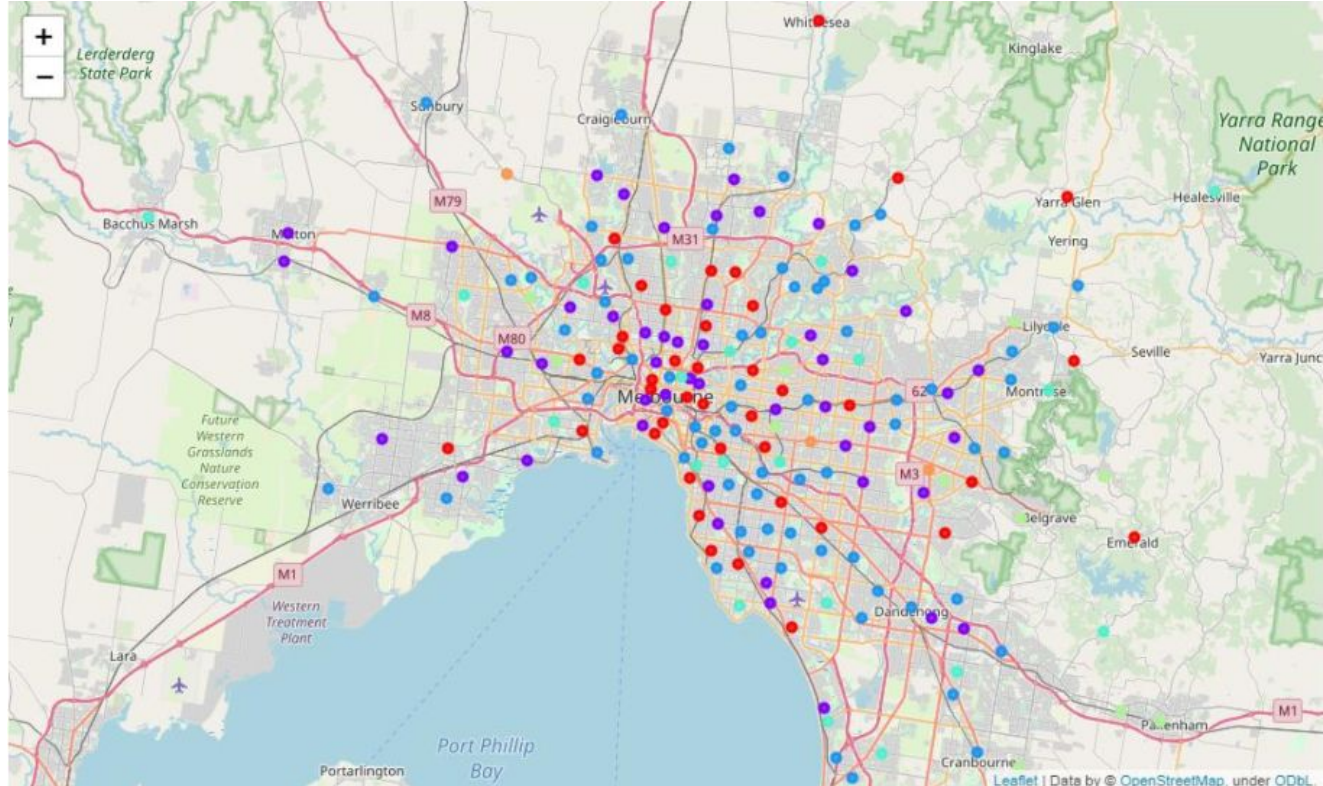 +
−
Lerderderg
State Park
Whittlesea
Kinglake
Sunbury
Craigieburn
Yarra Range
National
Park
M79
Bacchus Marsh
Melton
M31
Yarra Glen
Healesville
Yering
M8
M80
Lilydale
Seville
Yarra Junc
62
Montrose
Melbourne
Future
Western
Grasslands
Nature
Conservation
Reserve
Werribee
M3
Belgrave
Emerald
M1
Western
Treatment
Plant
Dandenong
Lara
Pakenham
M1
Port Phillip
Bay
Portarlington
Cranbourne
Leaflet | Data by © OpenStreetMap, under ODbL.